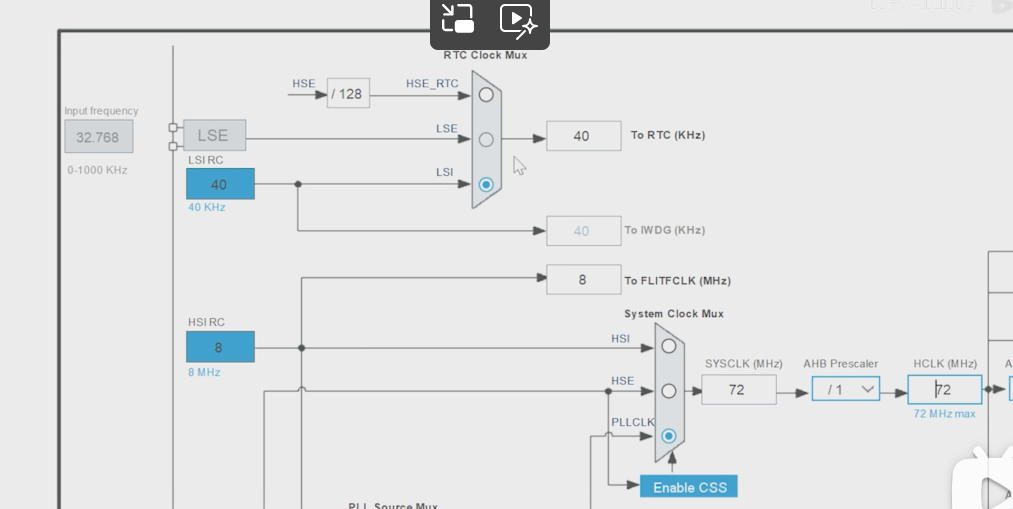 RTC Clock Mux
HSE
/ 128
HSE_RTC
Input frequency
32.768
0-1000 KHz
LSE
LSE
40
To RTC (KHz)
LSI RC
40
40 KHz
LSI
40
To IWDG (KHz)
8
To FLITFCLK (MHz)
System Clock Mux
HSI RC
8
8 MHz
HSI
HSE
PLLCLK
SYSCLK (MHz)
72
AHB Prescaler
/ 1
HCLK (MHz)
72
72 MHz max
Enable CSS
PLL Source Mux